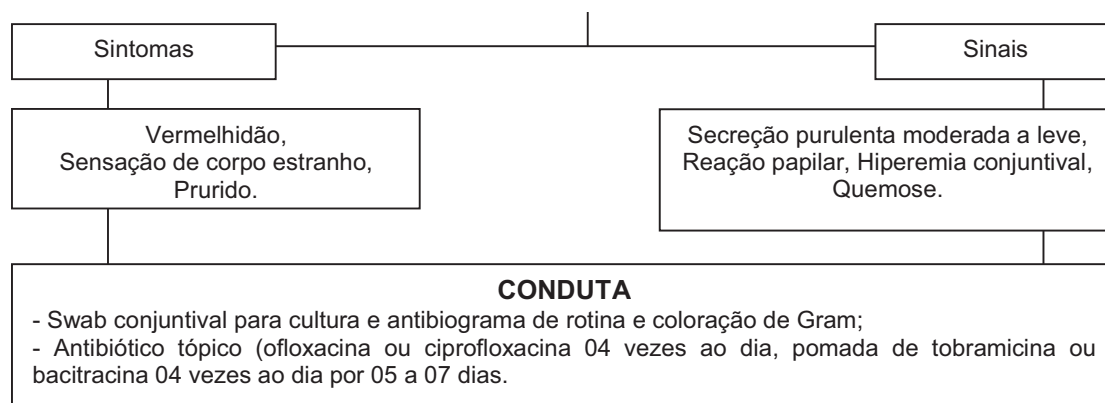 Sintomas
Sinais
Vermelhidão,
Sensação de corpo estranho,
Prurido.
Secreção purulenta moderada a leve,
Reação papilar, Hiperemia conjuntival,
Quemose.
CONDUTA
- Swab conjuntival para cultura e antibiograma de rotina e coloração de Gram;
- Antibiótico tópico (ofloxacina ou ciprofloxacina 04 vezes ao dia, pomada de tobramicina ou
bacitracina 04 vezes ao dia por 05 a 07 dias.